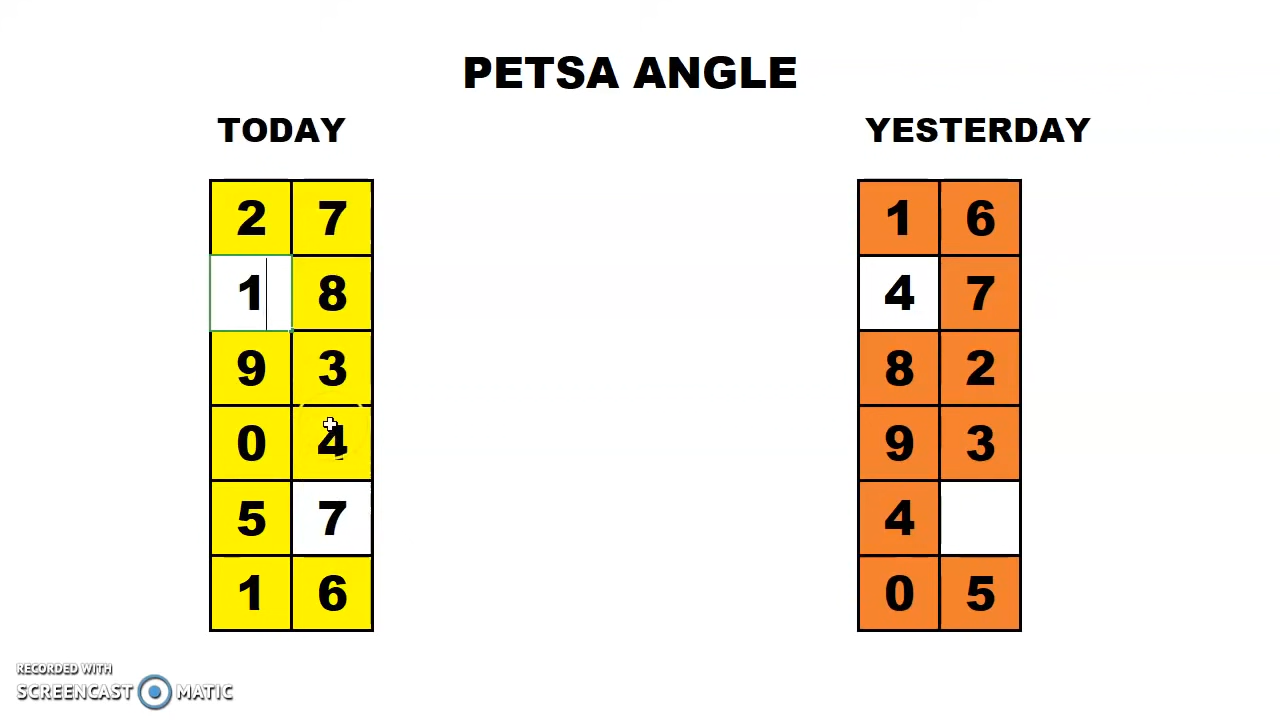 PETSA ANGLE
TODAY
YESTERDAY
2 7
1 8
9 3
0 4
5 7
1 6
1 6
4 7
8 2
9 3
4
0 5
RECORDED WITH
SCREENCAST MATIC